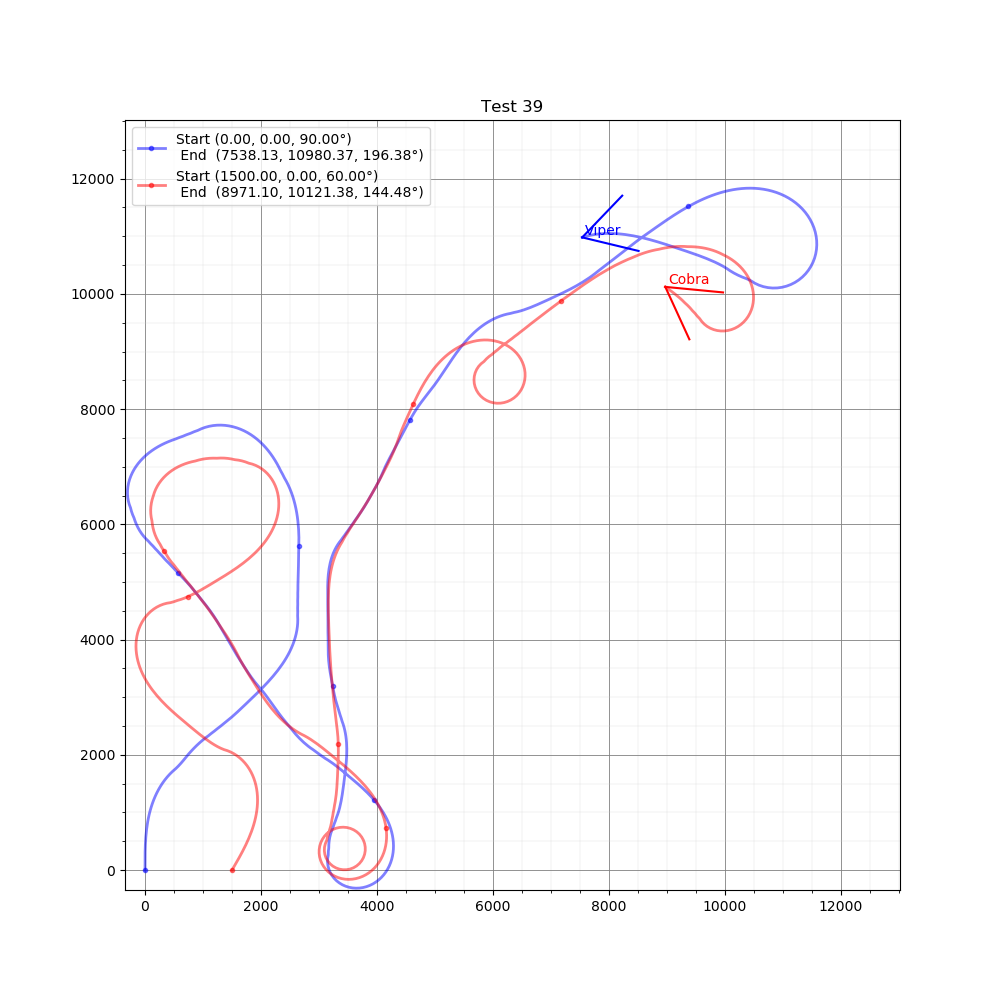 Test 39
Start (0.00, 0.00, 90.00°)
End (7538.13, 10980.37, 196.38°)
Start (1500.00, 0.00, 60.00°)
End (8971.10, 10121.38, 144.48°)
Viper
Cobra
12000
10000
8000
6000
4000
2000
0
0 2000 4000 6000 8000 10000 12000